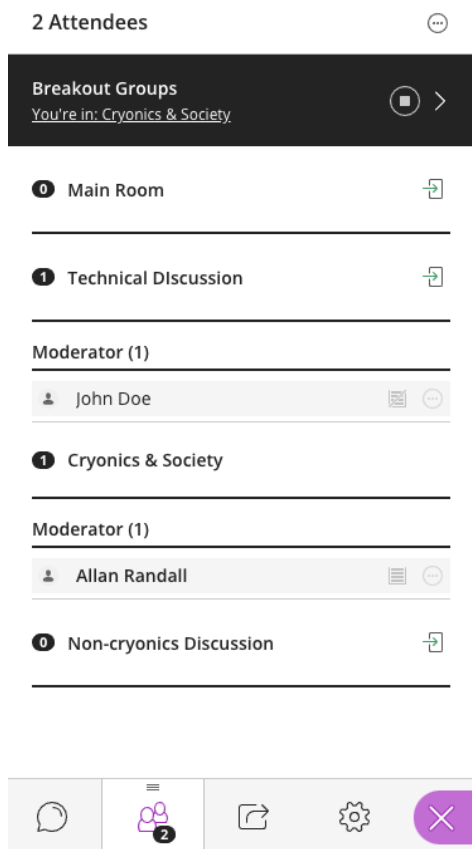 2 Attendees
Breakout Groups
You're in: Cryonics & Society
0 Main Room
1 Technical DIscussion
Moderator (1)
John Doe
1 Cryonics & Society
Moderator (1)
Allan Randall
0 Non-cryonics Discussion
2